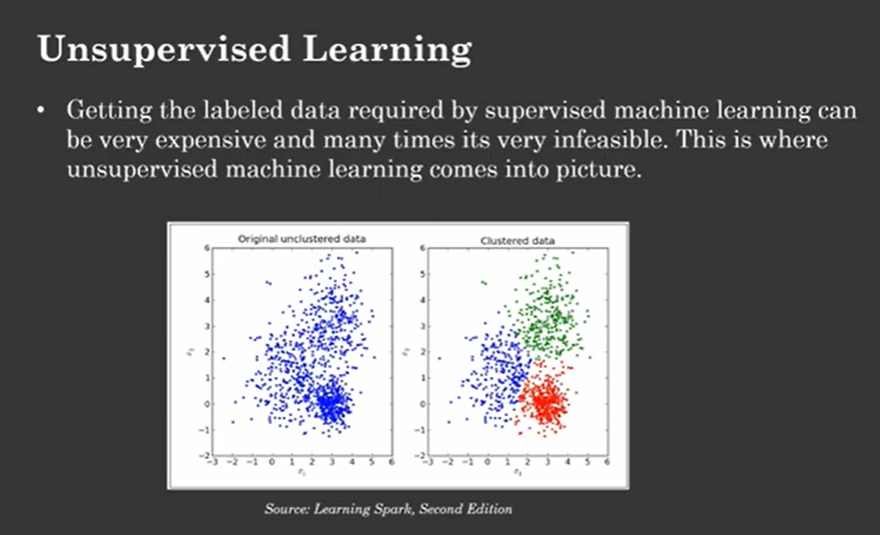 Unsupervised Learning
• Getting the labeled data required by supervised machine learning can
be very expensive and many times its very infeasible. This is where
unsupervised machine learning comes into picture.
Original unclustered data
6
5
4
3
2
1
0
−1
−2
−3 −2 −1 0 1 2 3 4 5 6
Clustered data
6
5
4
3
2
1
0
−1
−2
−3 −2 −1 0 1 2 3 4 5 6
Source: Learning Spark, Second Edition